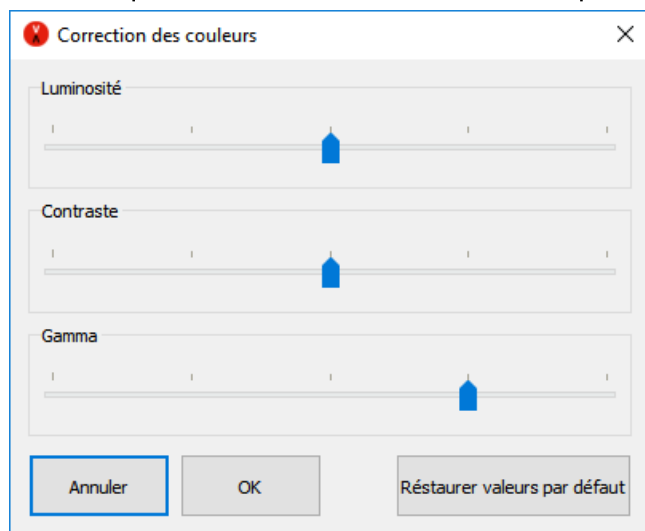 Correction des couleurs
Luminosité
Contraste
Gamma
Annuler
OK
Réstaurer valeurs par défaut